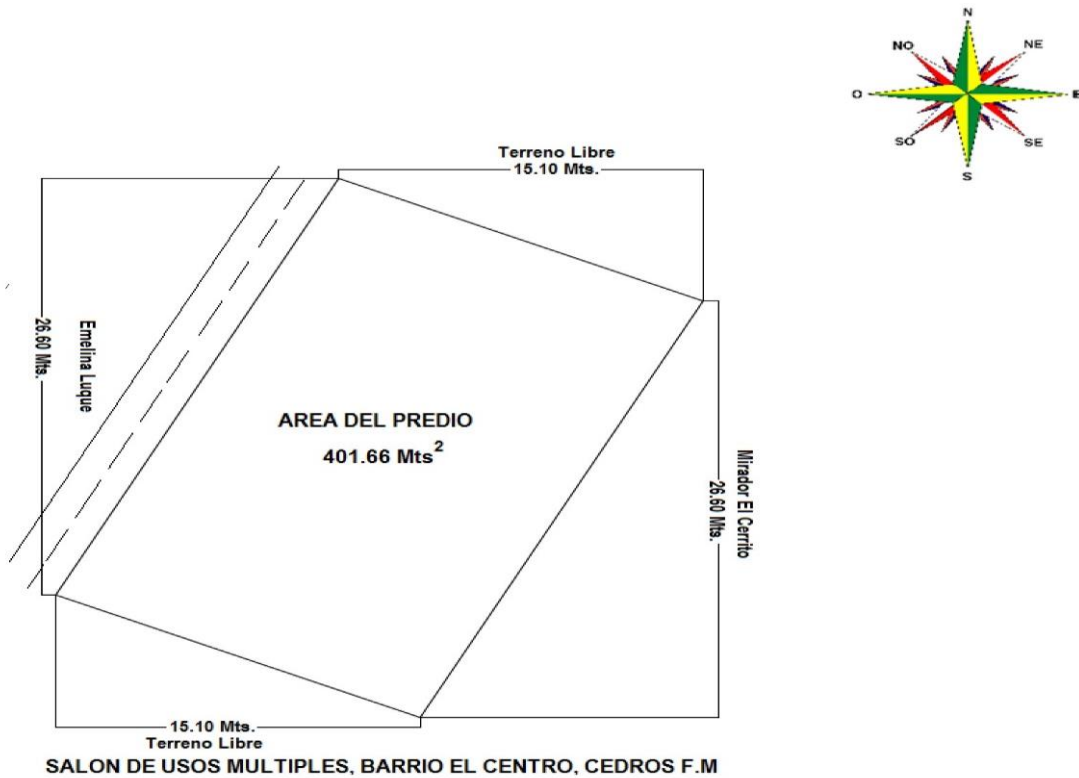 N
NO
NE
O
E
SO
SE
S
Terreno Libre
15.10 Mts.
26.60 Mts.
Emelina Luque
AREA DEL PREDIO
401.66 Mts²
Mirador El Cerrito
26.60 Mts.
15.10 Mts.
Terreno Libre
SALON DE USOS MULTIPLES, BARRIO EL CENTRO, CEDROS F.M